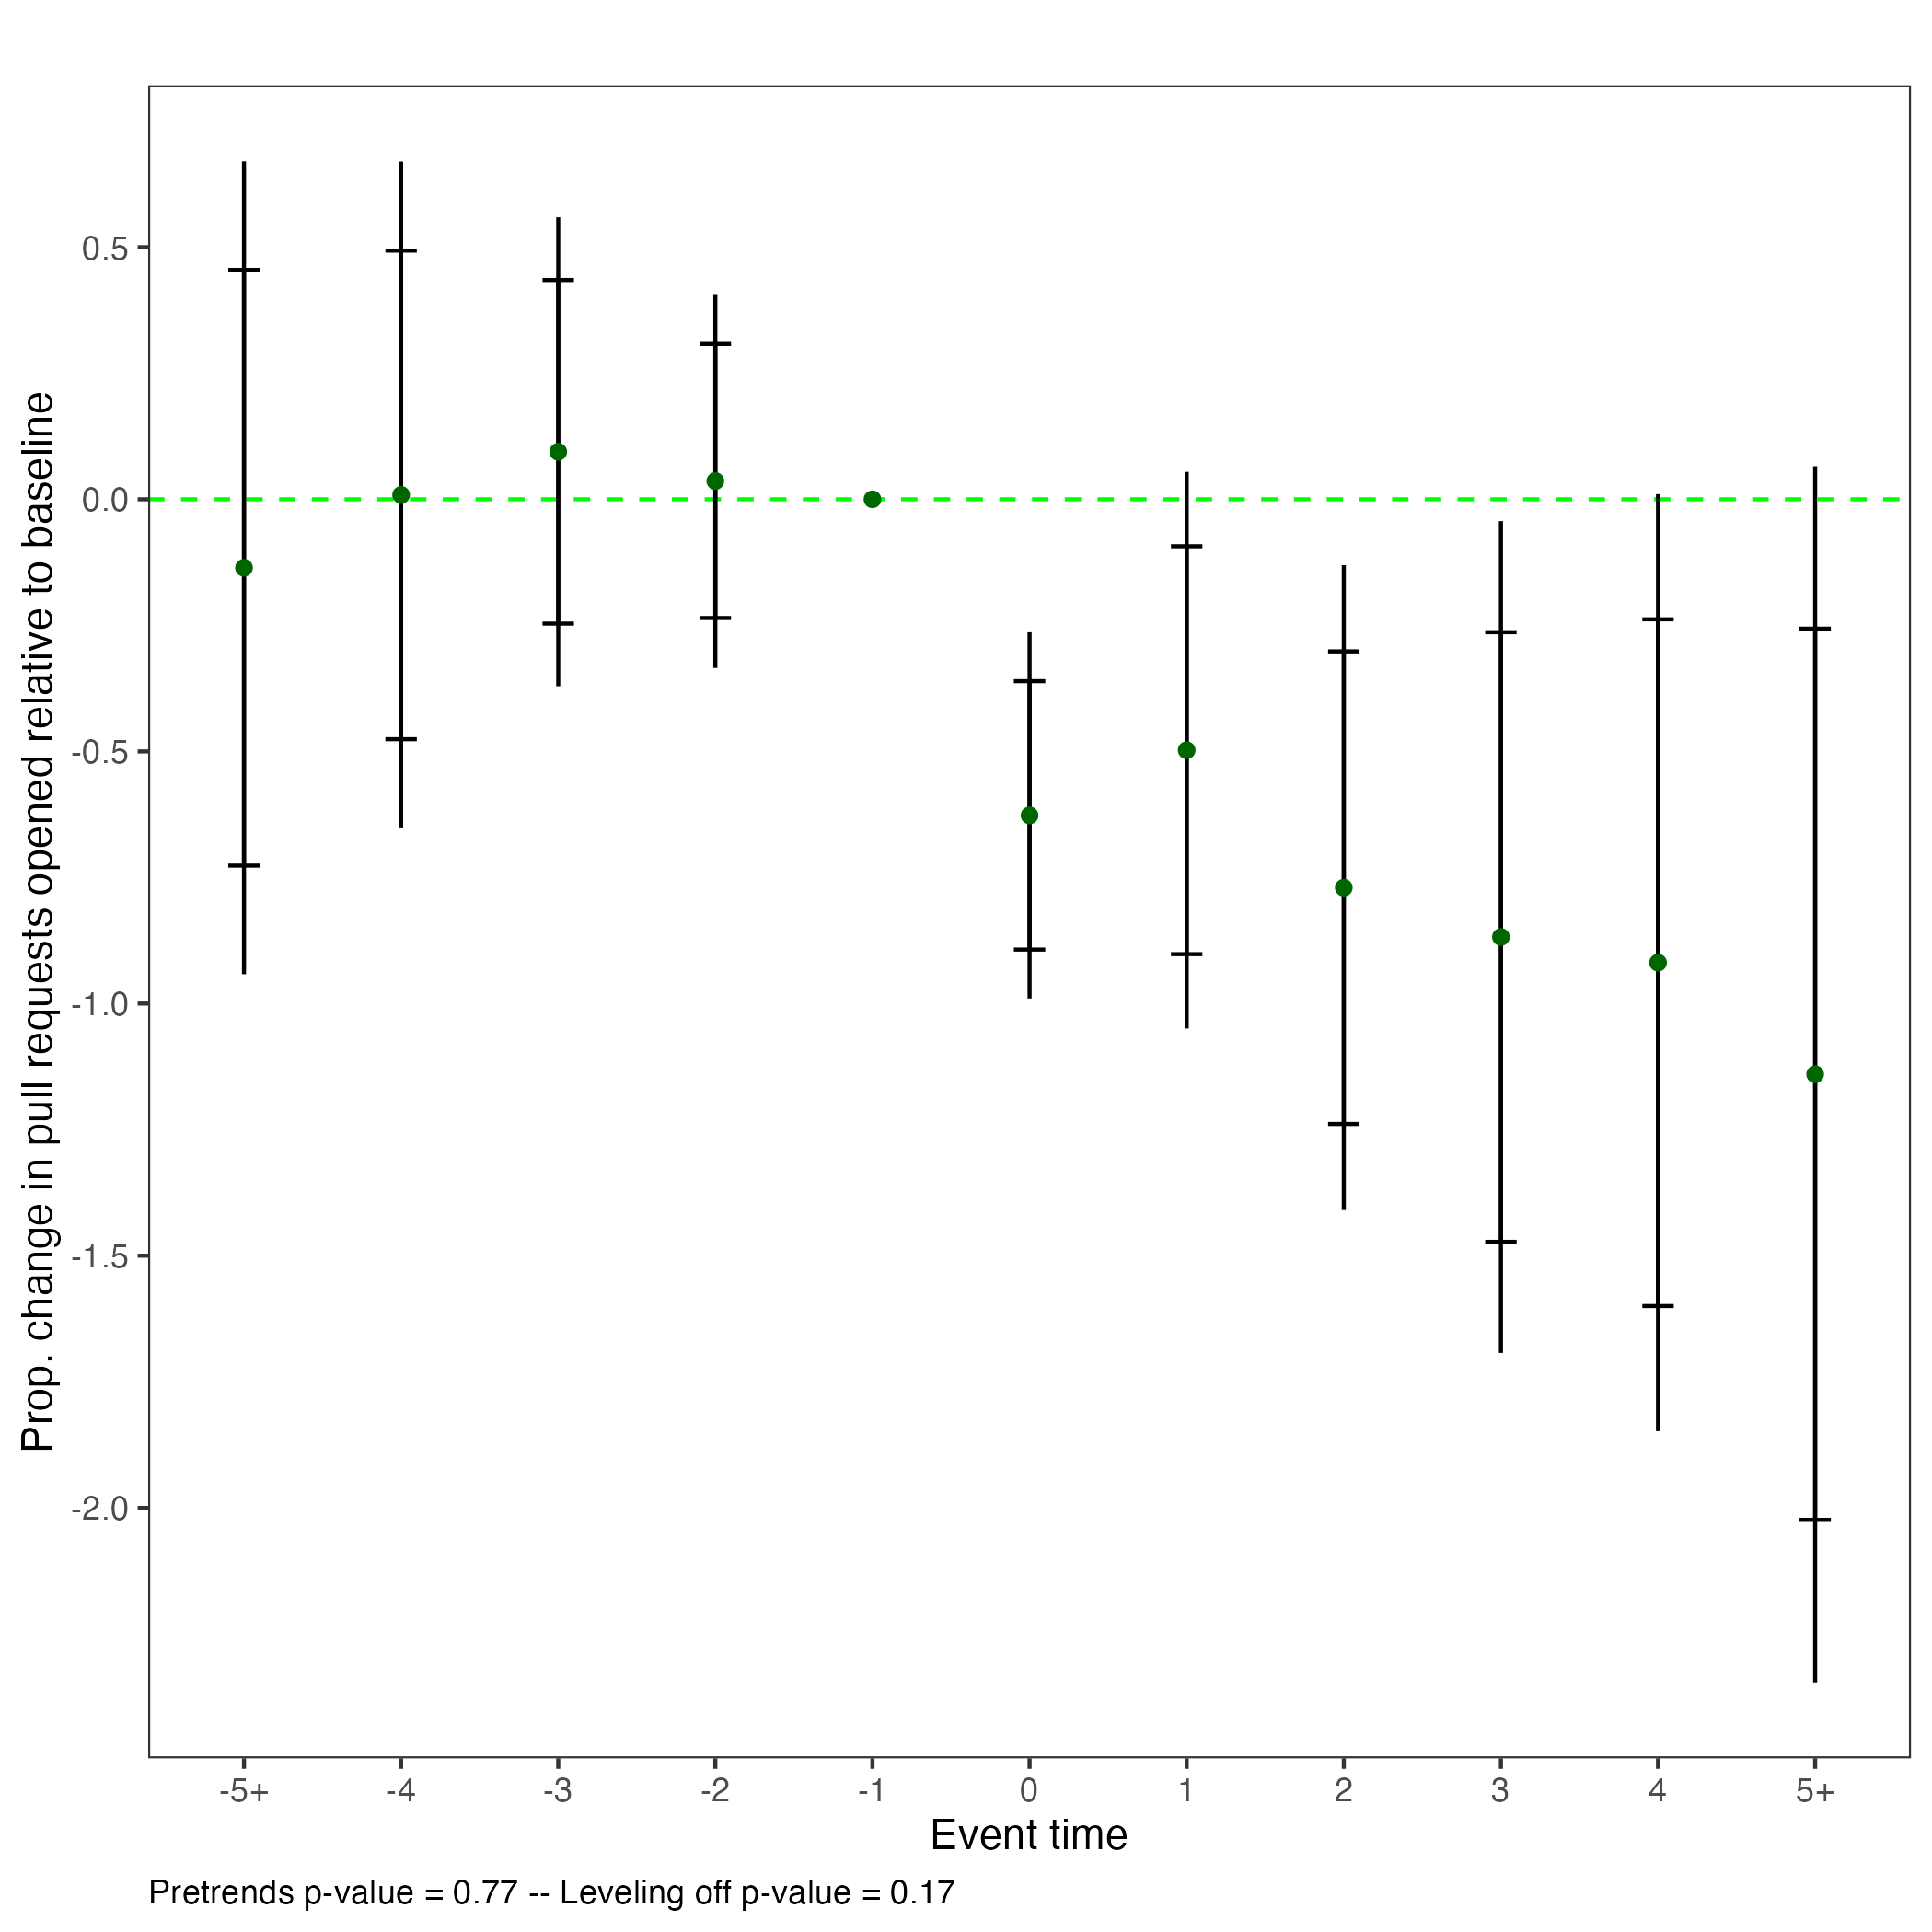 Prop. change in pull requests opened relative to baseline
0.5
0.0
-0.5
-1.0
-1.5
-2.0
-5+ -4 -3 -2 -1 0 1 2 3 4 5+
Event time
Pretrends p-value = 0.77 -- Leveling off p-value = 0.17